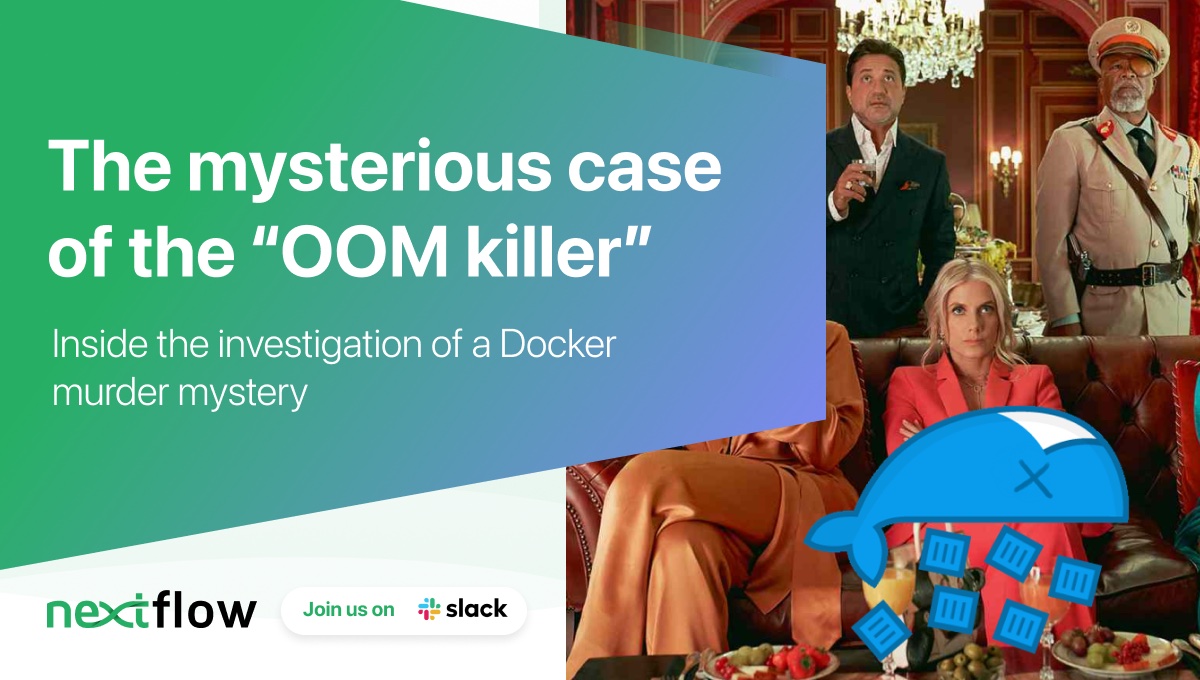 The mysterious case
of the “OOM killer”
Inside the investigation of a Docker
murder mystery
nextflow
Join us on slack